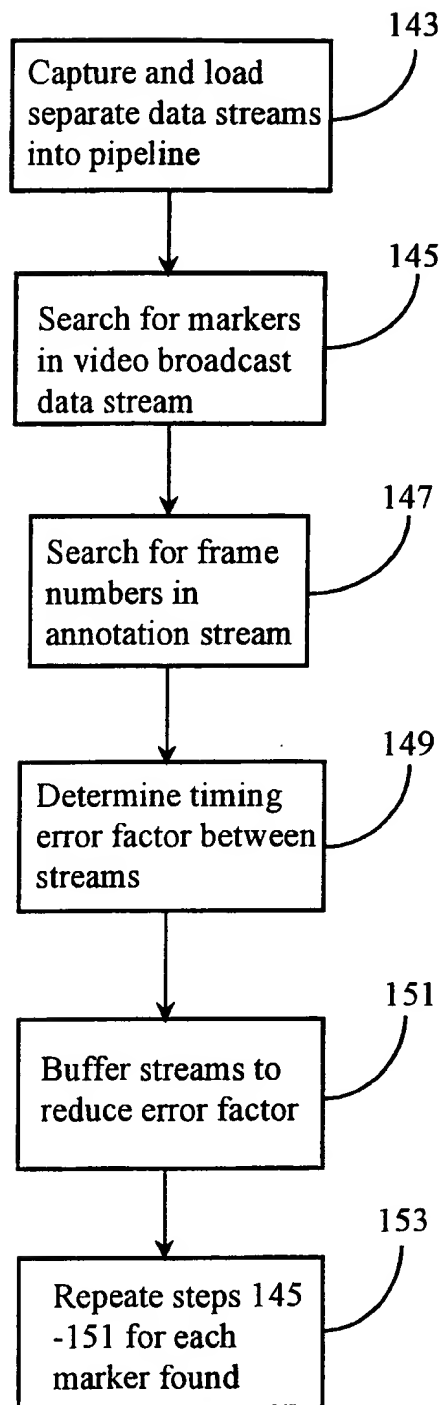 143
Capture and load
separate data streams
into pipeline
145
Search for markers
in video broadcast
data stream
147
Search for frame
numbers in
annotation stream
149
Determine timing
error factor between
streams
151
Buffer streams to
reduce error factor
153
Repeate steps 145
-151 for each
marker found